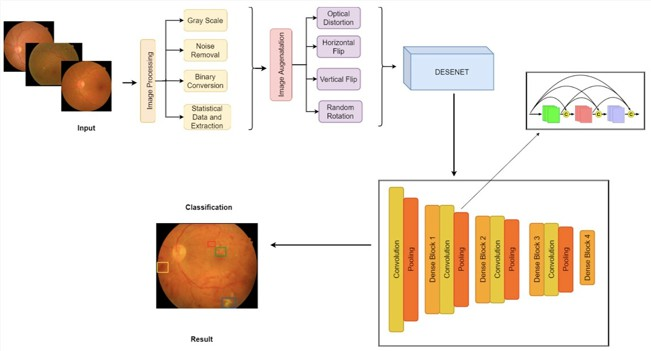 Input
Image Processing
Gray Scale
Noise
Removal
Binary
Conversion
Statistical
Data and
Extraction
Image Augenatation
Optical
Distortion
Horizontal
Flip
Vertical Flip
Random
Rotation
DESENET
C
C
C
Convolution
Pooling
Dense Block 1
Convolution
Pooling
Dense Block 2
Convolution
Pooling
Dense Block 3
Convolution
Pooling
Dense Block 4
Classification
Result